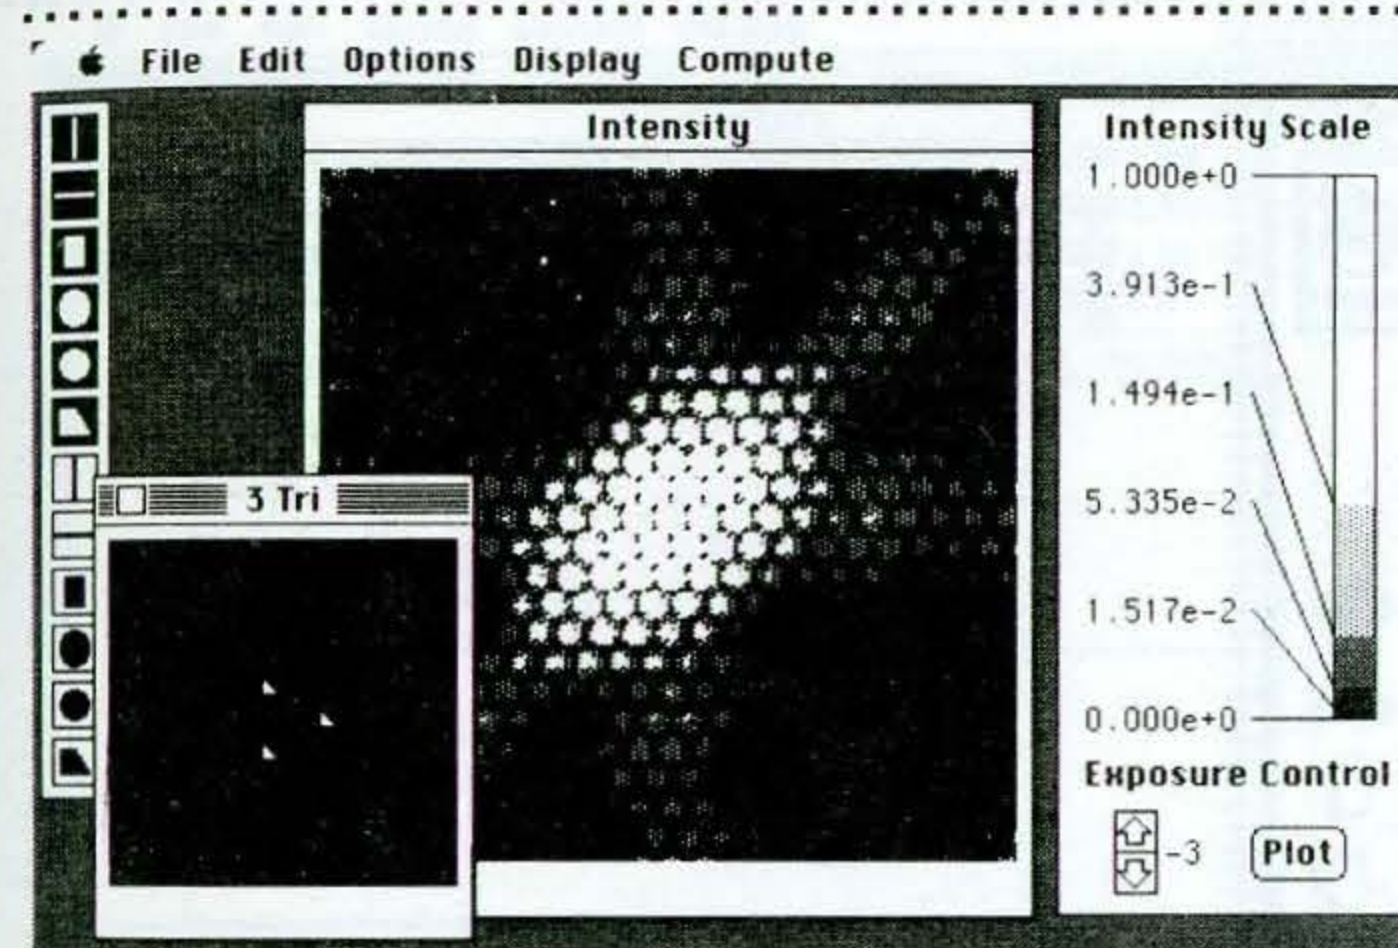 File Edit Options Display Compute
Intensity
Intensity Scale
1.000e+0
3.913e-1
1.494e-1
5.335e-2
1.517e-2
0.000e+0
3 Tri
Exposure Control
-3
Plot